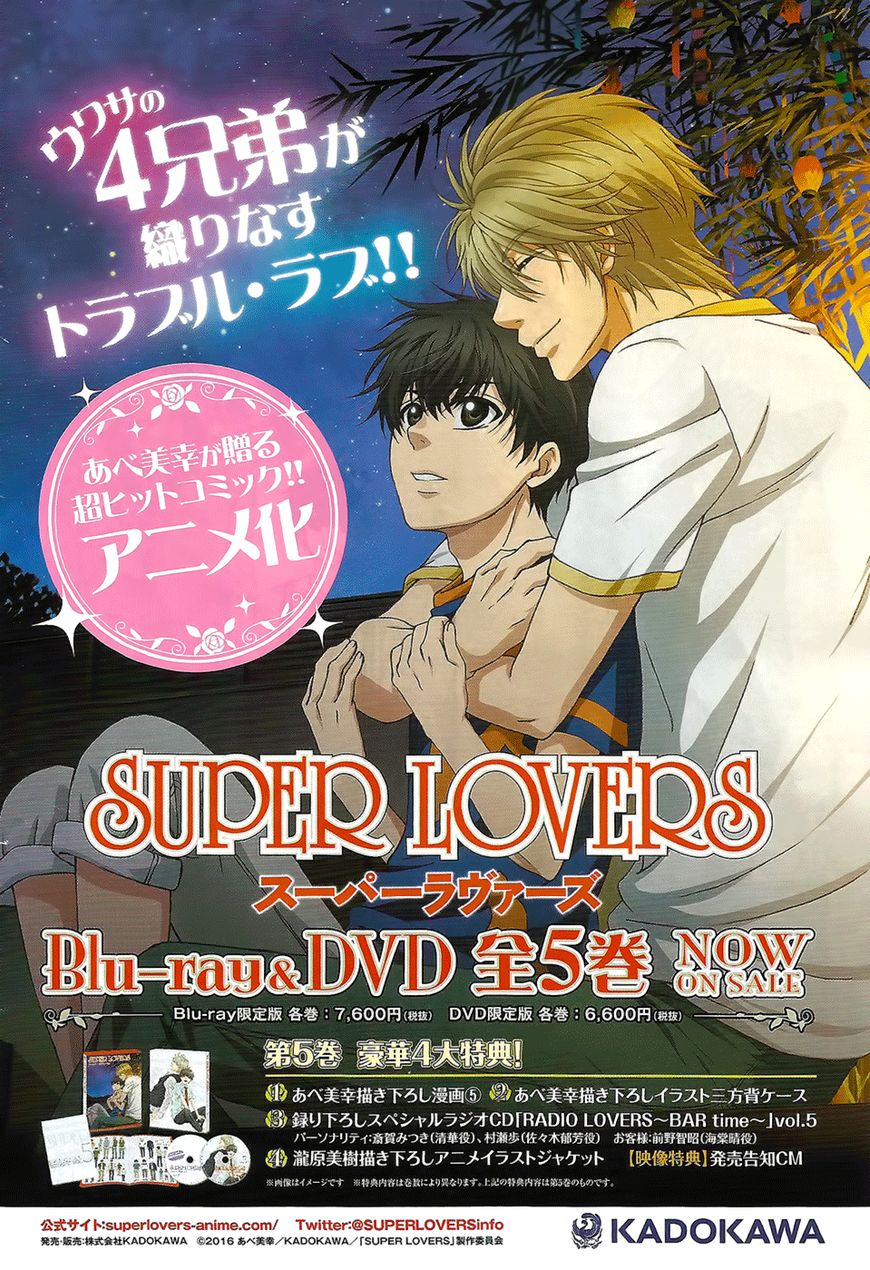 ウワサの
4兄弟が
織りなす
トラブル・ラブ!!
あべ美幸が贈る
超ヒットコミック!!
アニメ化
SUPER LOVERS
スーパーラヴァーズ
Blu-ray&DVD 全5巻 NOW ON SALE
Blu-ray限定版 各巻:7,600円(税抜) DVD限定版 各巻:6,600円(税抜)
第5巻 豪華4大特典!
① あべ美幸描き下ろし漫画⑤ ② あべ美幸描き下ろしイラスト三方背ケース
③ 録り下ろしスペシャルラジオCD「RADIO LOVERS～BAR time～」vol.5
パーソナリティ:斎賀みつき(清華役)、村瀬歩(佐々木郁芳役) お客様:前野智昭(海棠晴役)
④ 瀧原美樹描き下ろしアニメイラストジャケット 【映像特典】発売告知CM
※画像はイメージです ※特典内容は巻数により異なります。上記の特典内容は第5巻のものです。
SUPER LOVERS
公式サイト:superlovers-anime.com/ Twitter:@SUPERLOVERSinfo
発売・販売:株式会社KADOKAWA ©2016 あべ美幸/KADOKAWA/「SUPER LOVERS」製作委員会
KADOKAWA